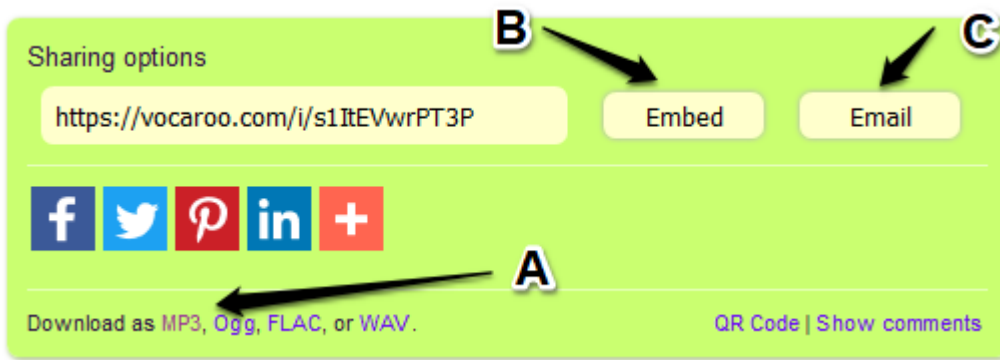 B
C
Sharing options
https://vocaroo.com/i/s1ItEVwrPT3P
Embed
Email
f
in
+
A
Download as MP3, Ogg, FLAC, or WAV.
QR Code | Show comments